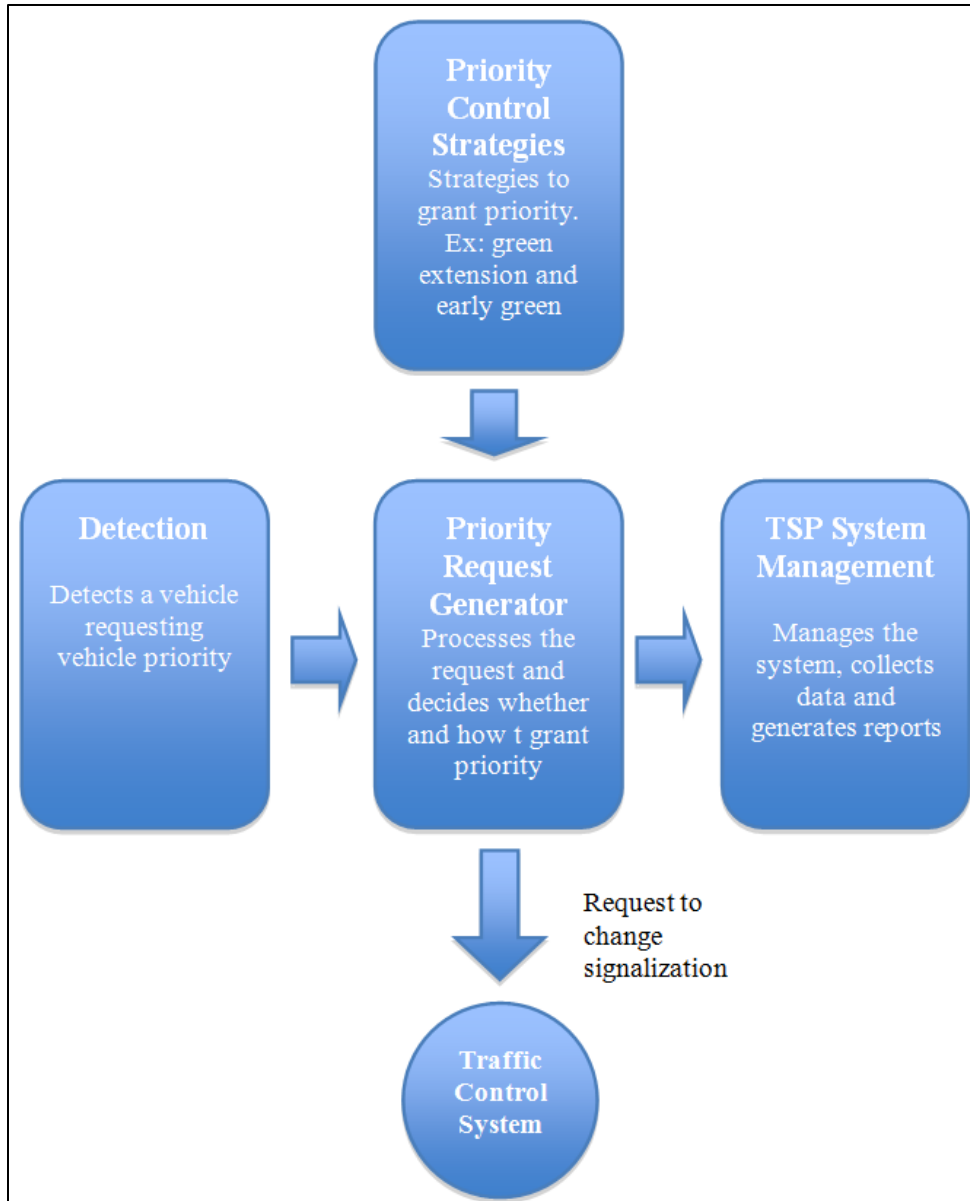 Priority
Control
Strategies
Strategies to
grant priority.
Ex: green
extension and
early green
Detection
Detects a vehicle
requesting
vehicle priority
Priority
Request
Generator
Processes the
request and
decides whether
and how t grant
priority
TSP System
Management
Manages the
system, collects
data and
generates reports
Request to
change
signalization
Traffic
Control
System